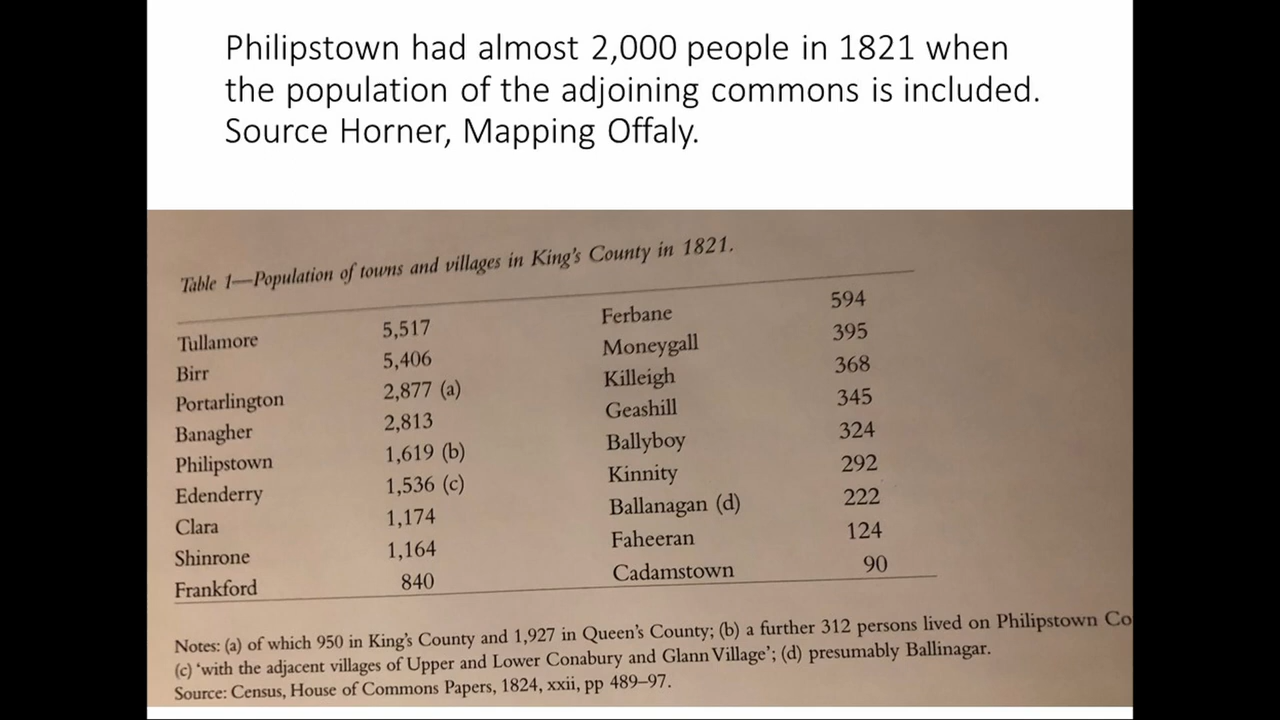 Philipstown had almost 2,000 people in 1821 when
the population of the adjoining commons is included.
Source Horner, Mapping Offaly.
Table 1—Population of towns and villages in King's County in 1821.
Tullamore 5,517 Ferbane 594
Birr 5,406 Moneygall 395
Portarlington 2,877 (a) Killeigh 368
Banagher 2,813 Geashill 345
Philipstown 1,619 (b) Ballyboy 324
Edenderry 1,536 (c) Kinnity 292
Clara 1,174 Ballanagan (d) 222
Shinrone 1,164 Faheeran 124
Frankford 840 Cadamstown 90
Notes: (a) of which 950 in King's County and 1,927 in Queen's County; (b) a further 312 persons lived on Philipstown Co
(c) 'with the adjacent villages of Upper and Lower Conabury and Glann Village'; (d) presumably Ballinagar.
Source: Census, House of Commons Papers, 1824, xxii, pp 489–97.